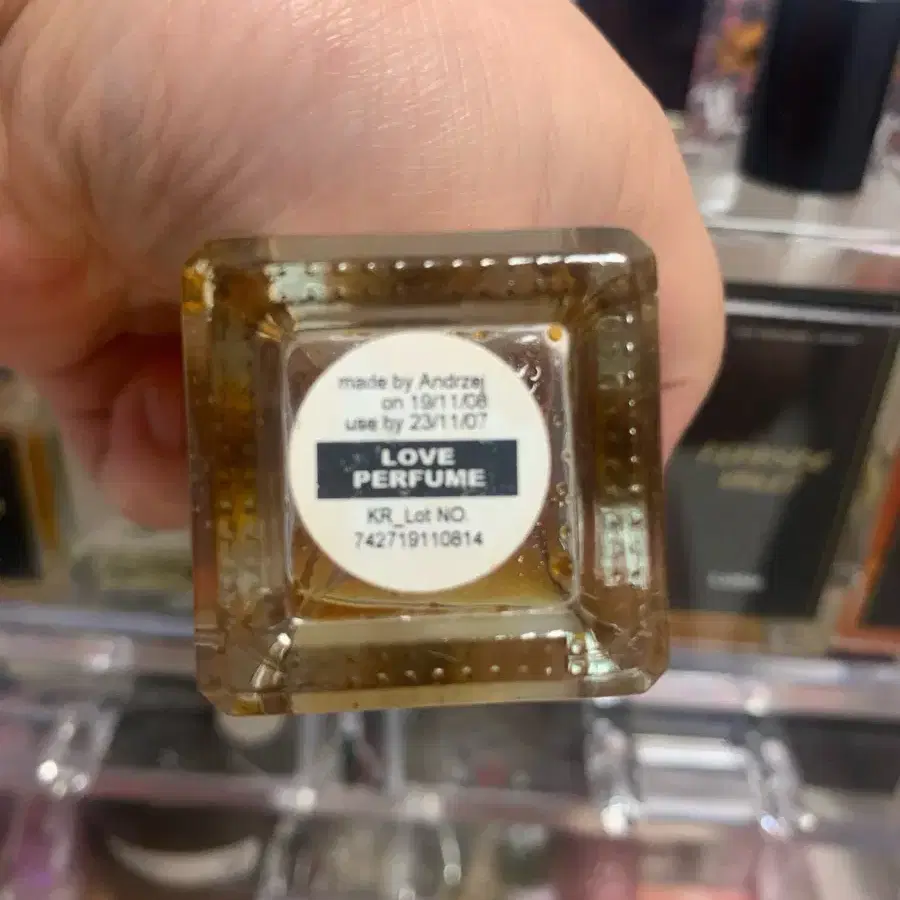 made by Andrzej
on 19/11/08
use by 23/11/07
LOVE
PERFUME
KR_Lot NO.
742719110814